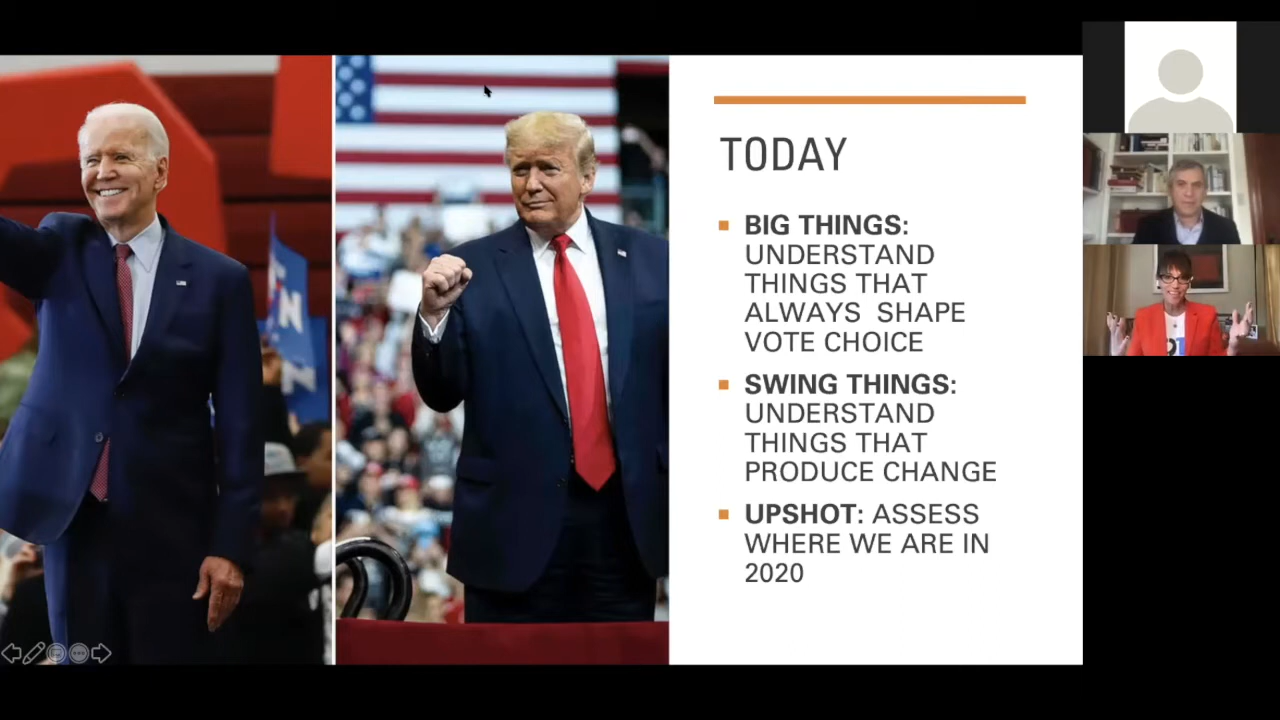 TODAY
BIG THINGS:
UNDERSTAND
THINGS THAT
ALWAYS SHAPE
VOTE CHOICE
SWING THINGS:
UNDERSTAND
THINGS THAT
PRODUCE CHANGE
UPSHOT: ASSESS
WHERE WE ARE IN
2020